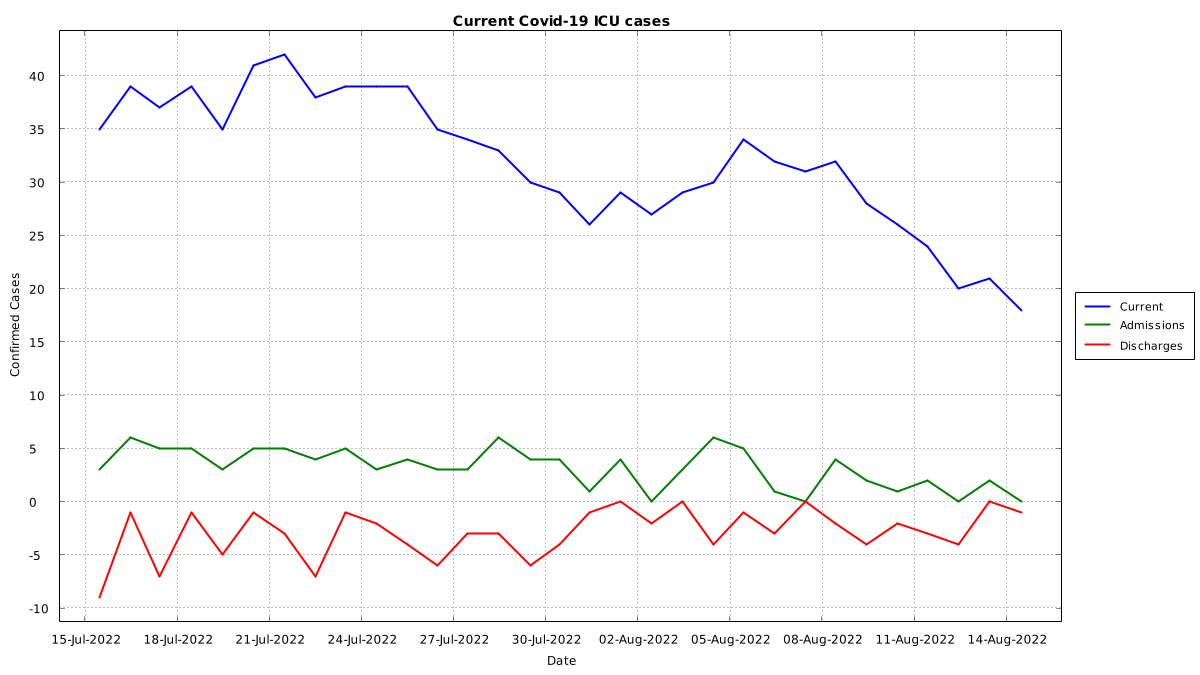 Current Covid-19 ICU cases
Confirmed Cases
40
35
30
25
20
15
10
5
0
-5
-10
15-Jul-2022 18-Jul-2022 21-Jul-2022 24-Jul-2022 27-Jul-2022 30-Jul-2022 02-Aug-2022 05-Aug-2022 08-Aug-2022 11-Aug-2022 14-Aug-2022
Date
Current
Admissions
Discharges